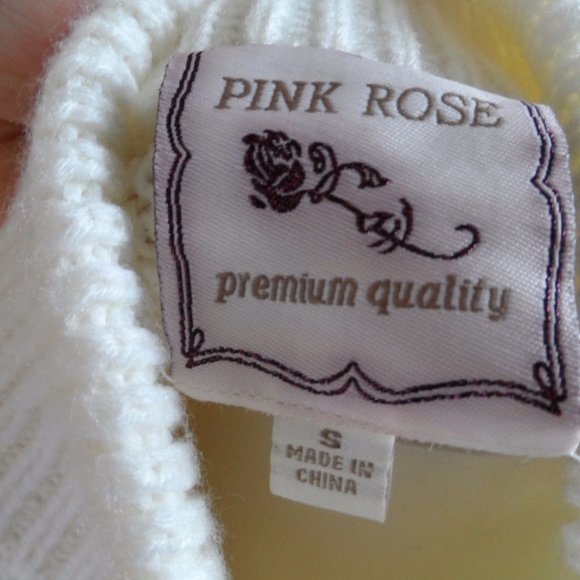 PINK ROSE
premium quality
S
MADE IN
CHINA